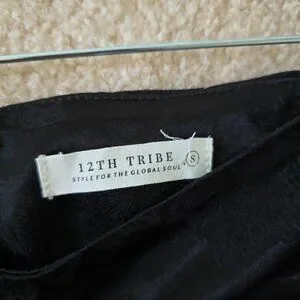 12TH TRIBE S
STYLE FOR THE GLOBAL SOUL